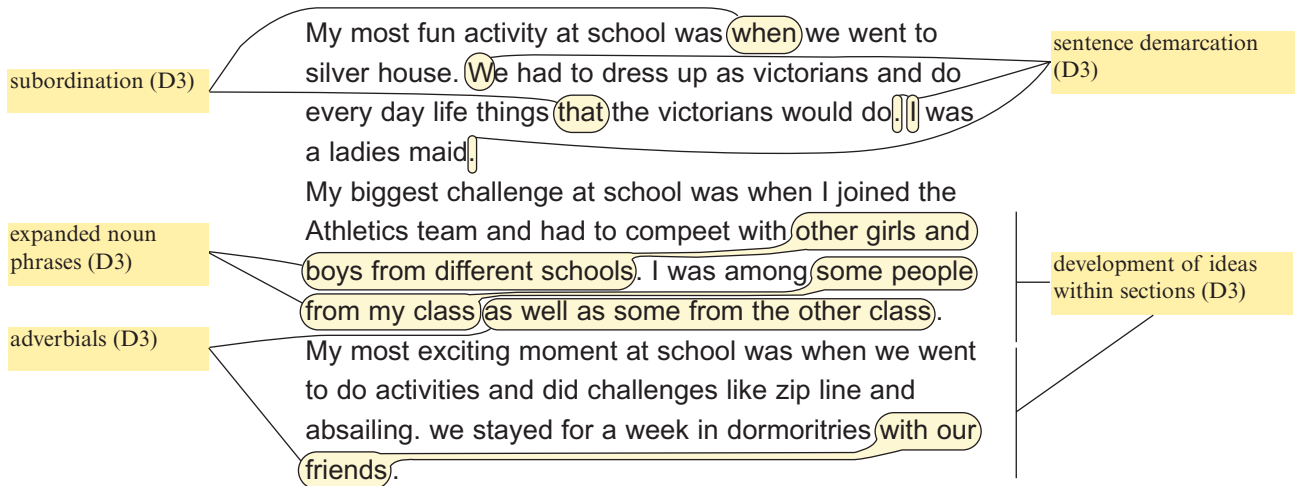 subordination (D3)
expanded noun
phrases (D3)
adverbials (D3)
My most fun activity at school was when we went to
silver house. We had to dress up as victorians and do
every day life things that the victorians would do. I was
a ladies maid.
My biggest challenge at school was when I joined the
Athletics team and had to compeet with other girls and
boys from different schools. I was among some people
from my class as well as some from the other class.
My most exciting moment at school was when we went
to do activities and did challenges like zip line and
absailing. we stayed for a week in dormoritries with our
friends.
sentence demarcation
(D3)
development of ideas
within sections (D3)